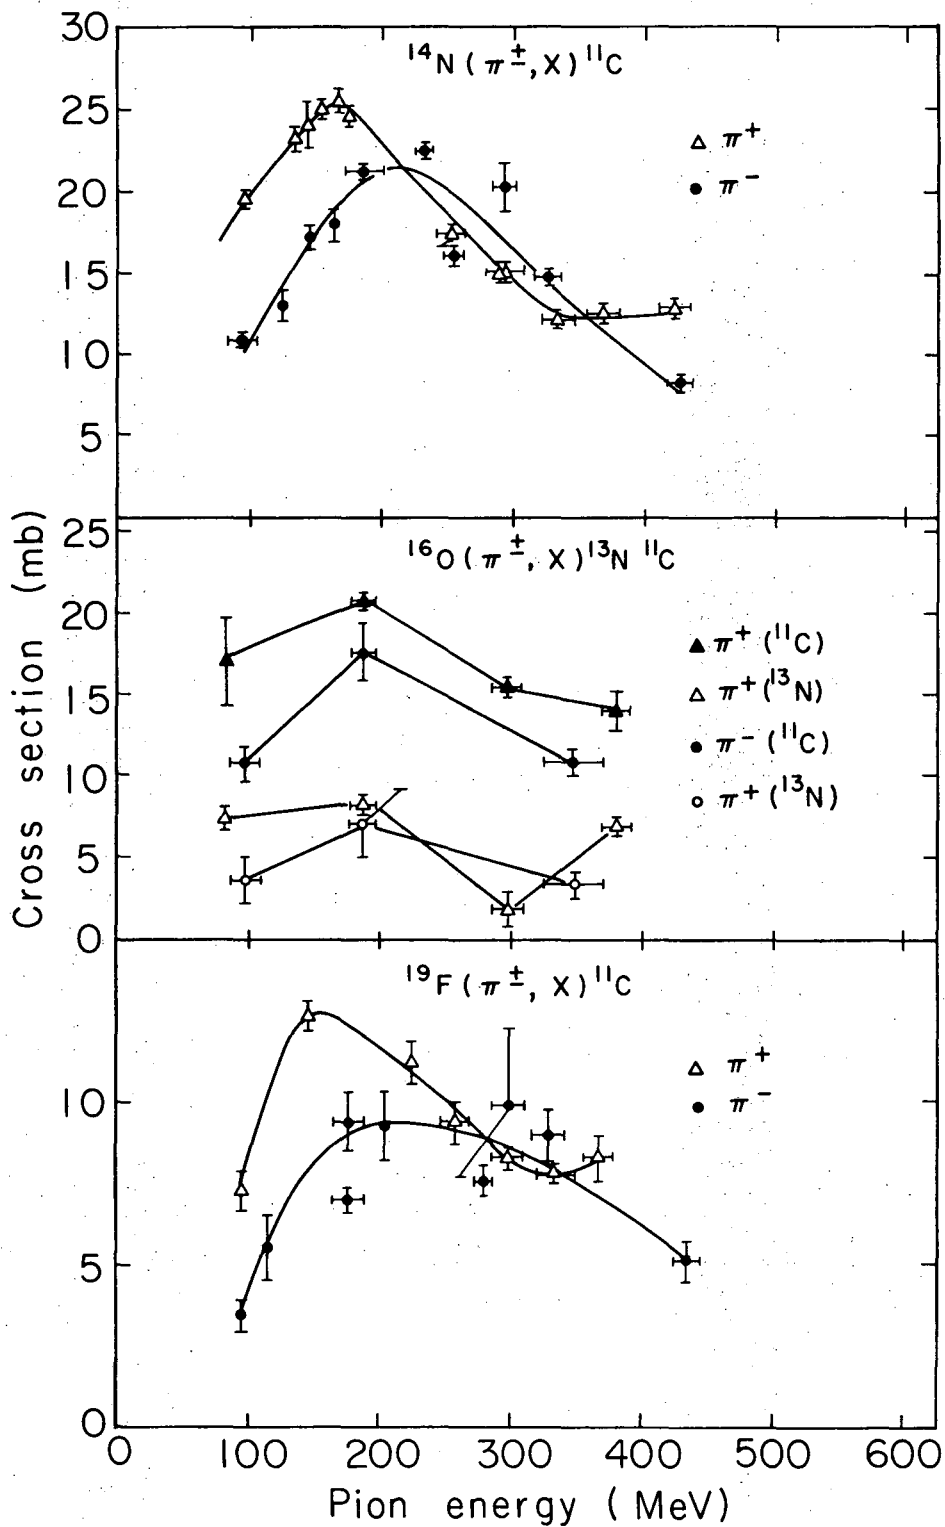 30
25
20
15
10
5
¹⁴N(π±, X)¹¹C
△ π⁺
● π⁻
Cross section (mb)
25
20
15
10
5
0
¹⁶O(π±, X)¹³N ¹¹C
▲ π⁺(¹¹C)
△ π⁺(¹³N)
● π⁻(¹¹C)
○ π⁺(¹³N)
¹⁹F(π±, X)¹¹C
△ π⁺
● π⁻
10
5
0
0 100 200 300 400 500 600
Pion energy (MeV)